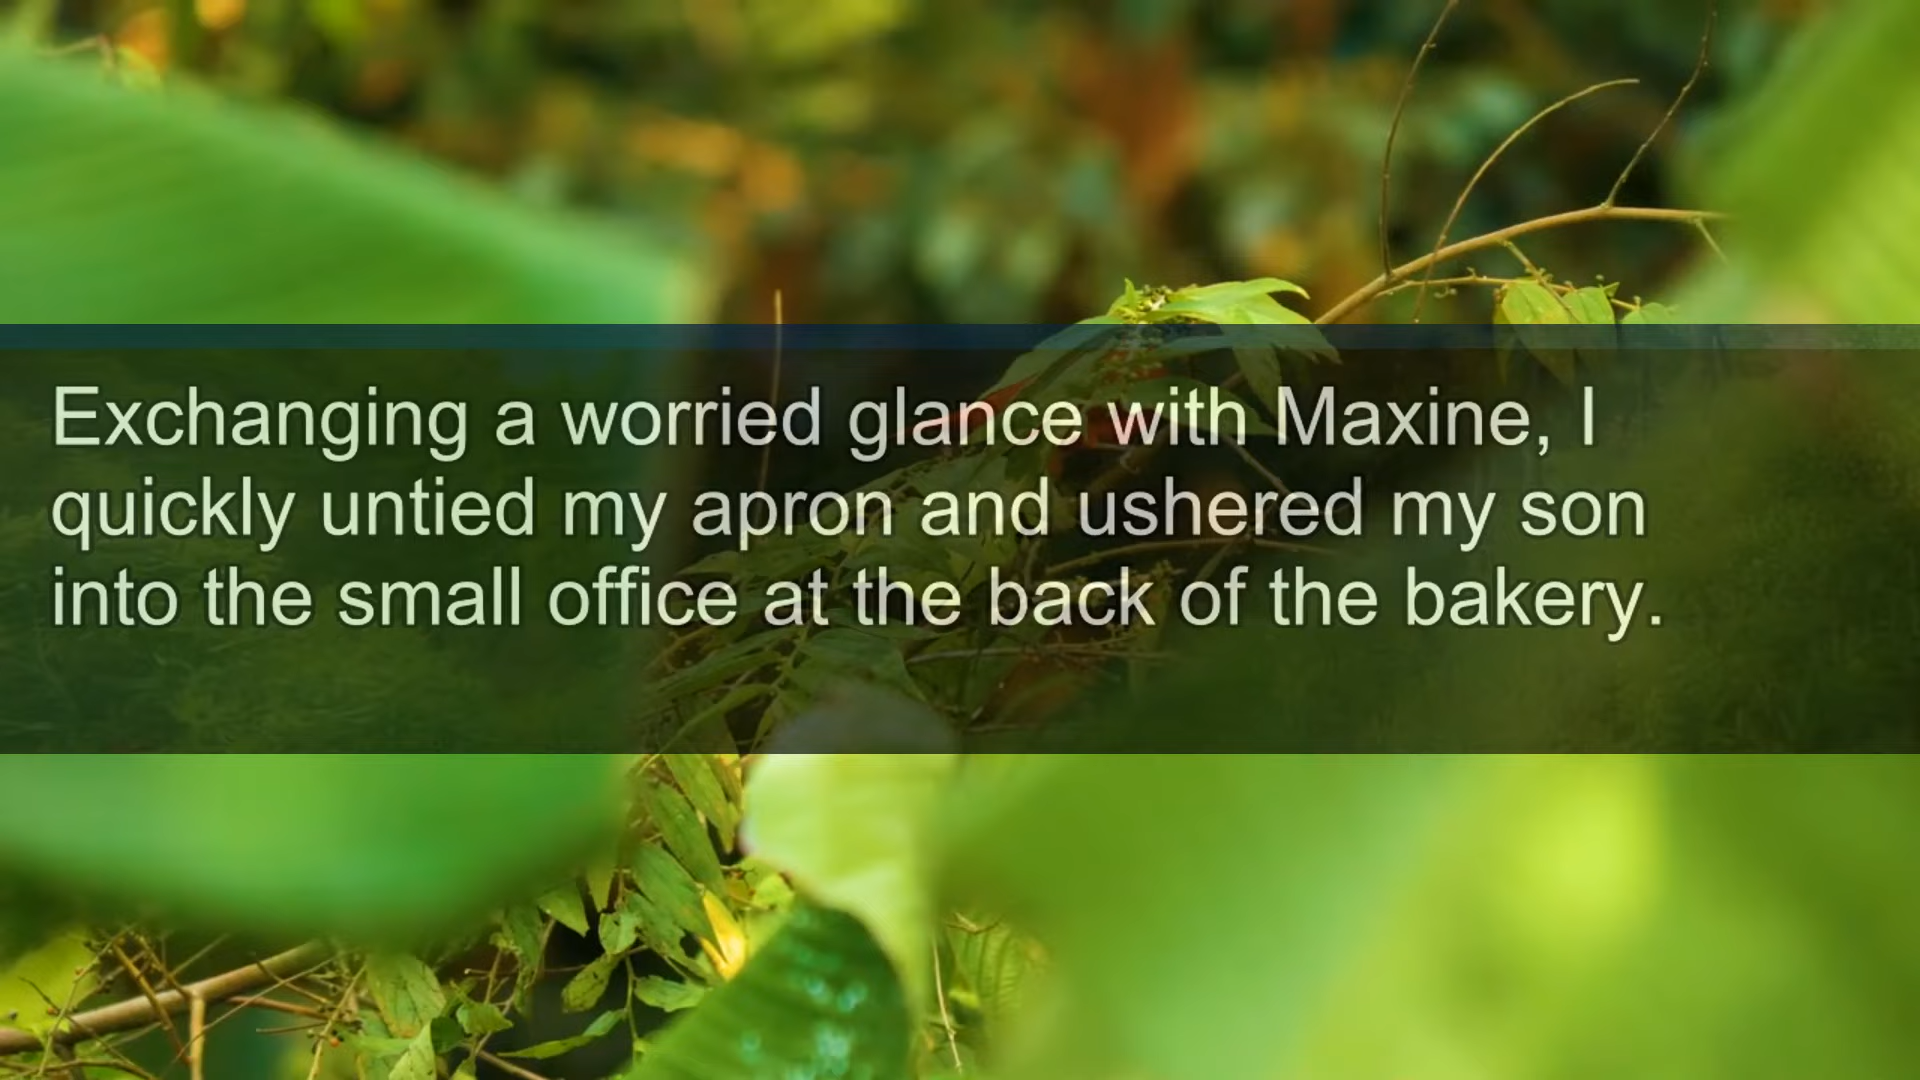 Exchanging a worried glance with Maxine, I
quickly untied my apron and ushered my son
into the small office at the back of the bakery.